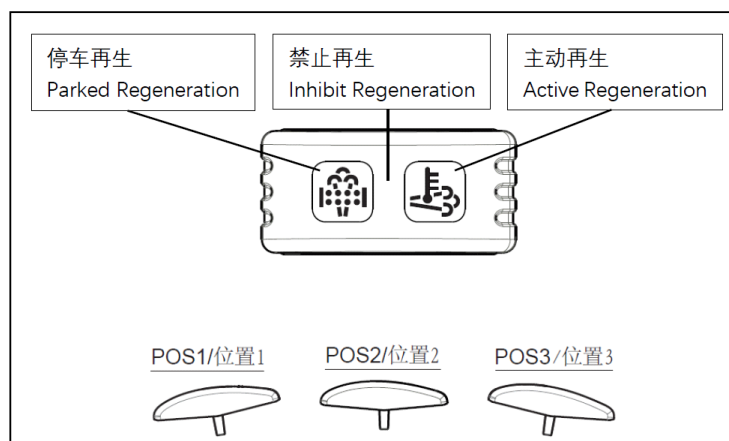 停车再生
Parked Regeneration
禁止再生
Inhibit Regeneration
主动再生
Active Regeneration
POS1/位置1
POS2/位置2
POS3/位置3